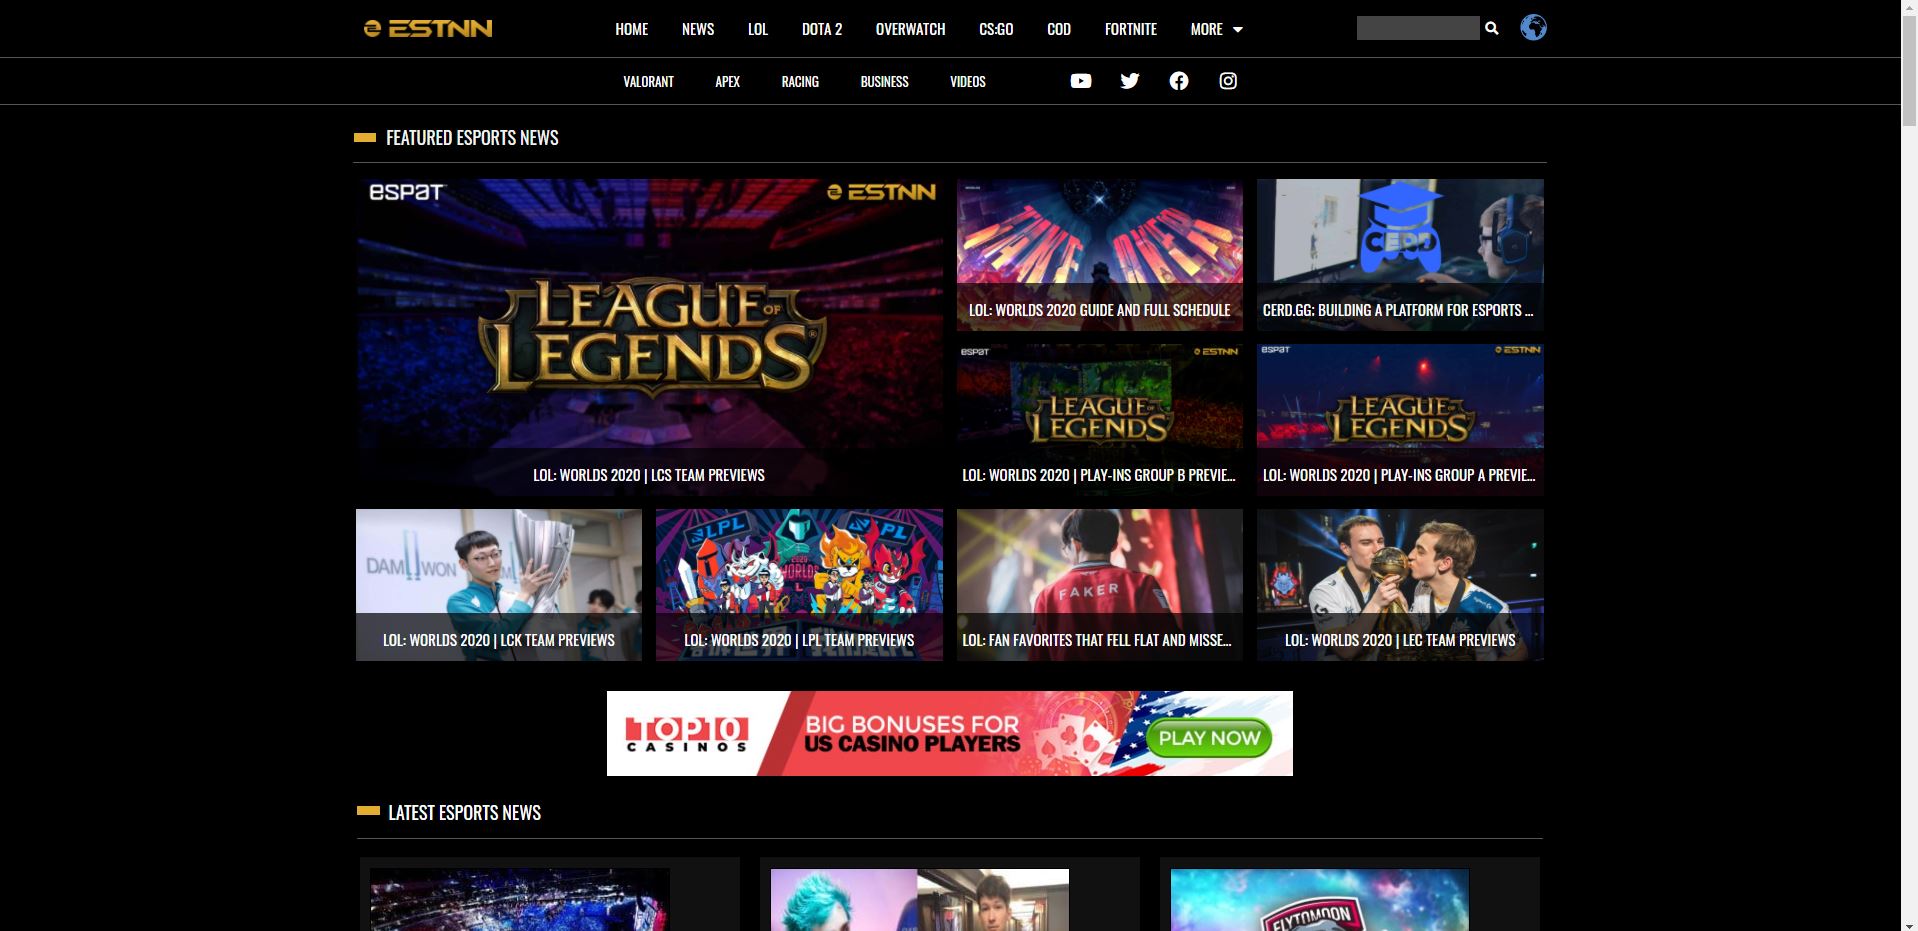 ESTNN
HOME NEWS LOL DOTA 2 OVERWATCH CS:GO COD FORTNITE MORE
VALORANT APEX RACING BUSINESS VIDEOS
FEATURED ESPORTS NEWS
ESPAT ESTNN
LEAGUE OF LEGENDS
LOL: WORLDS 2020 | LCS TEAM PREVIEWS
LOL: WORLDS 2020 GUIDE AND FULL SCHEDULE
CERD
CERD.GG; BUILDING A PLATFORM FOR ESPORTS ...
ESPAT ESTNN
LEAGUE OF LEGENDS
LOL: WORLDS 2020 | PLAY-INS GROUP B PREVIE...
ESPAT ESTNN
LEAGUE OF LEGENDS
LOL: WORLDS 2020 | PLAY-INS GROUP A PREVIE...
DAMWON
LOL: WORLDS 2020 | LCK TEAM PREVIEWS
LPL
LOL: WORLDS 2020 | LPL TEAM PREVIEWS
FAKER
LOL: FAN FAVORITES THAT FELL FLAT AND MISSE...
LOL: WORLDS 2020 | LEC TEAM PREVIEWS
TOP10
CASINOS
BIG BONUSES FOR
US CASINO PLAYERS
PLAY NOW
LATEST ESPORTS NEWS
FLYTOMOON